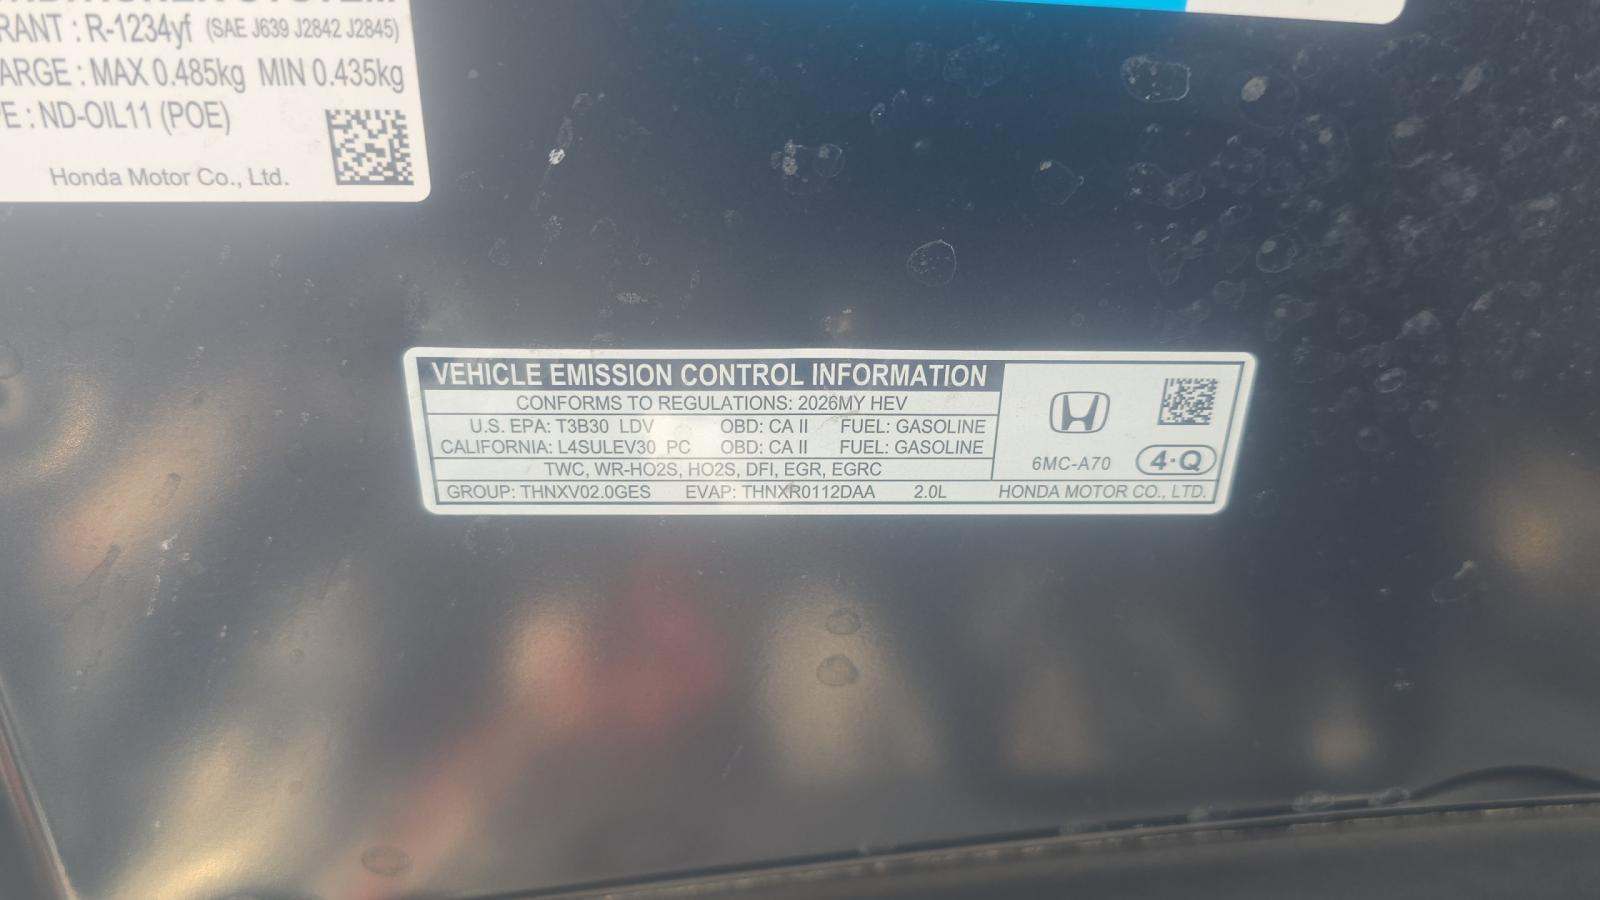 R-1234yf (SAE J639 J2842 J2845)
MAX 0.485kg MIN 0.435kg
ND-OIL11 (POE)
Honda Motor Co., Ltd.
VEHICLE EMISSION CONTROL INFORMATION
CONFORMS TO REGULATIONS: 2026MY HEV
U.S. EPA: T3B30 LDV OBD: CA II FUEL: GASOLINE
CALIFORNIA: L4SULEV30 PC OBD: CA II FUEL: GASOLINE
TWC, WR-HO2S, HO2S, DFI, EGR, EGRC
GROUP: THNXV02.0GES EVAP: THNXR0112DAA 2.0L
6MC-A70 4·Q
HONDA MOTOR CO., LTD.